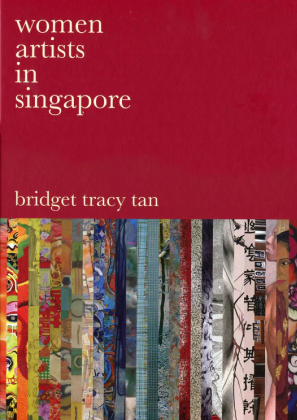 women
artists
in
singapore
bridget tracy tan